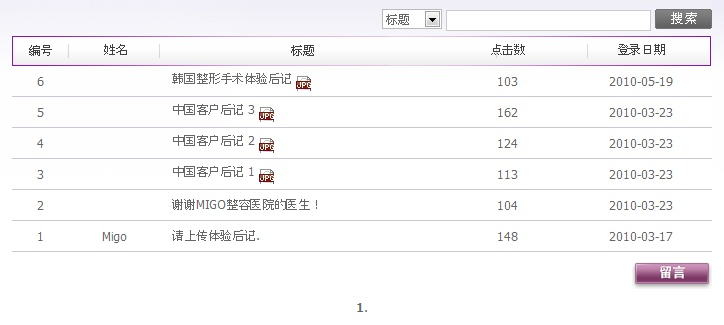 标题 搜索
编号 姓名 标题 点击数 登录日期
6 韩国整形手术体验后记 JPG 103 2010-05-19
5 中国客户后记 3 JPG 162 2010-03-23
4 中国客户后记 2 JPG 124 2010-03-23
3 中国客户后记 1 JPG 113 2010-03-23
2 谢谢MIGO整容医院的医生！ 104 2010-03-23
1 Migo 请上传体验后记. 148 2010-03-17
留言
1.